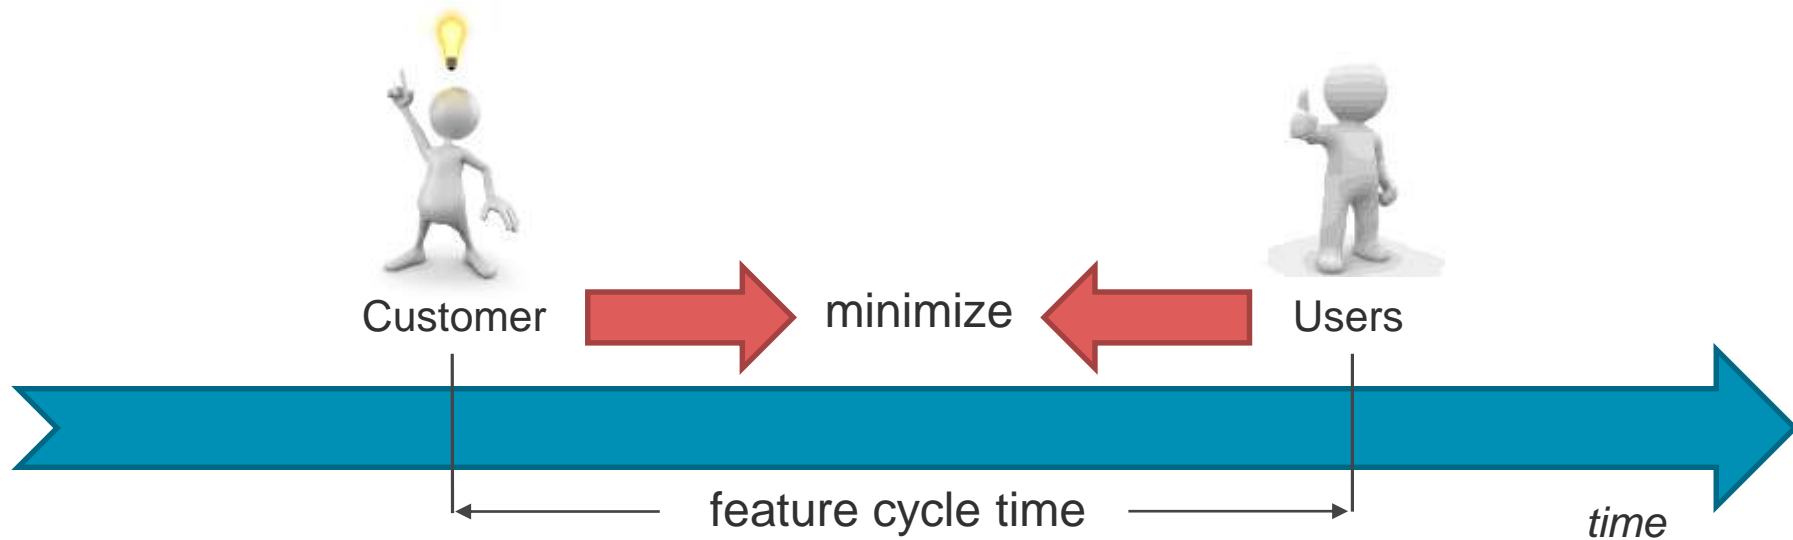 Customer
minimize
Users
feature cycle time
time